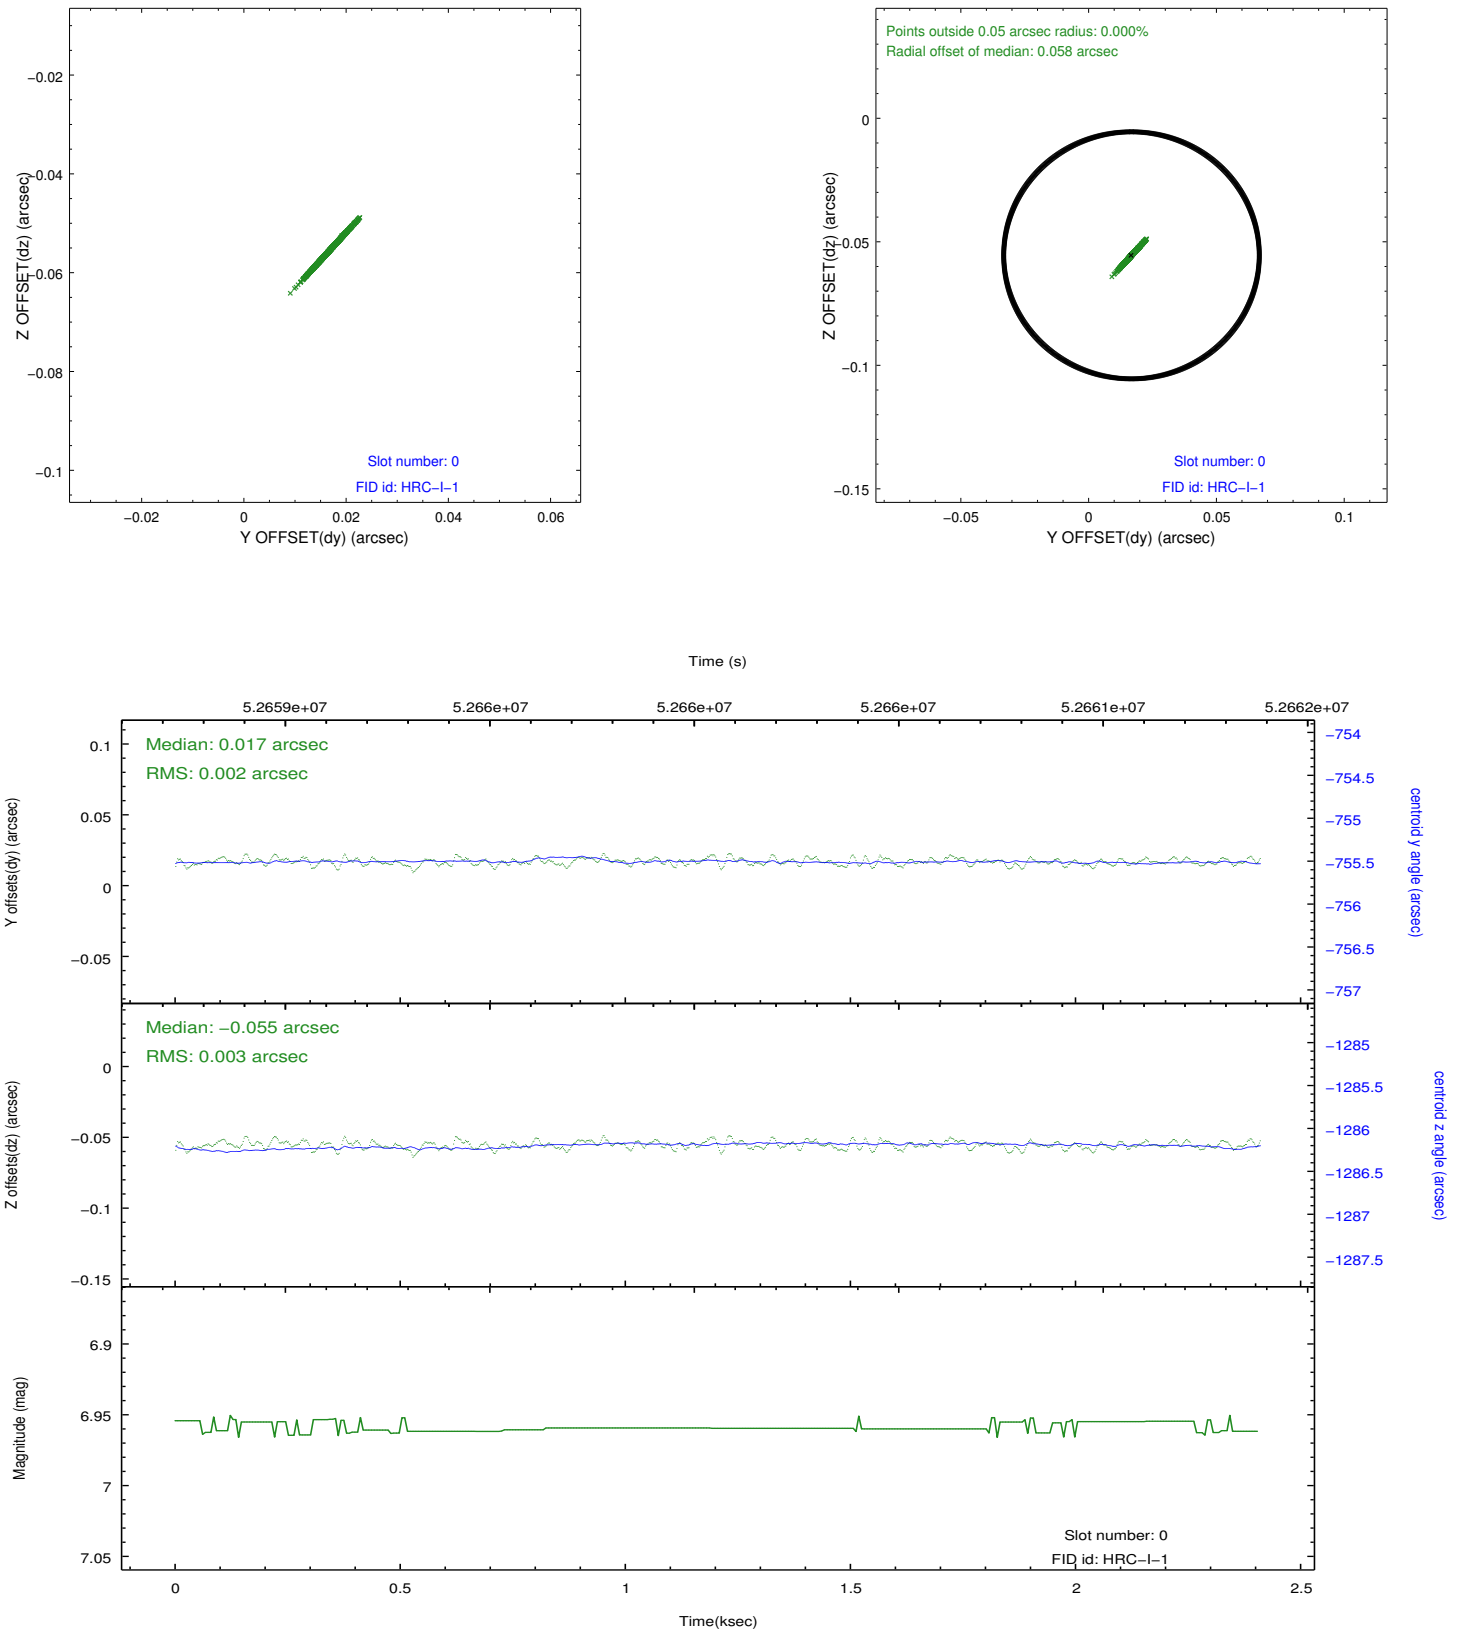 Z OFFSET(dz) (arcsec)
−0.02
−0.04
−0.06
−0.08
−0.1
Slot number: 0
FID id: HRC−I−1
−0.02 0 0.02 0.04 0.06
Y OFFSET(dy) (arcsec)
Points outside 0.05 arcsec radius: 0.000%
Radial offset of median: 0.058 arcsec
Z OFFSET(dz) (arcsec)
0
−0.05
−0.1
−0.15
Slot number: 0
FID id: HRC−I−1
−0.05 0 0.05 0.1
Y OFFSET(dy) (arcsec)
Time (s)
5.2659e+07 5.266e+07 5.266e+07 5.266e+07 5.2661e+07 5.2662e+07
Median: 0.017 arcsec
RMS: 0.002 arcsec
Y offsets(dy) (arcsec)
0.1
0.05
0
−0.05
−754
−754.5
−755
−755.5
−756
−756.5
−757
centroid y angle (arcsec)
Median: −0.055 arcsec
RMS: 0.003 arcsec
Z offsets(dz) (arcsec)
0
−0.05
−0.1
−0.15
−1285
−1285.5
−1286
−1286.5
−1287
−1287.5
centroid z angle (arcsec)
Magnitude (mag)
6.9
6.95
7
7.05
Slot number: 0
FID id: HRC−I−1
0 0.5 1 1.5 2 2.5
Time(ksec)